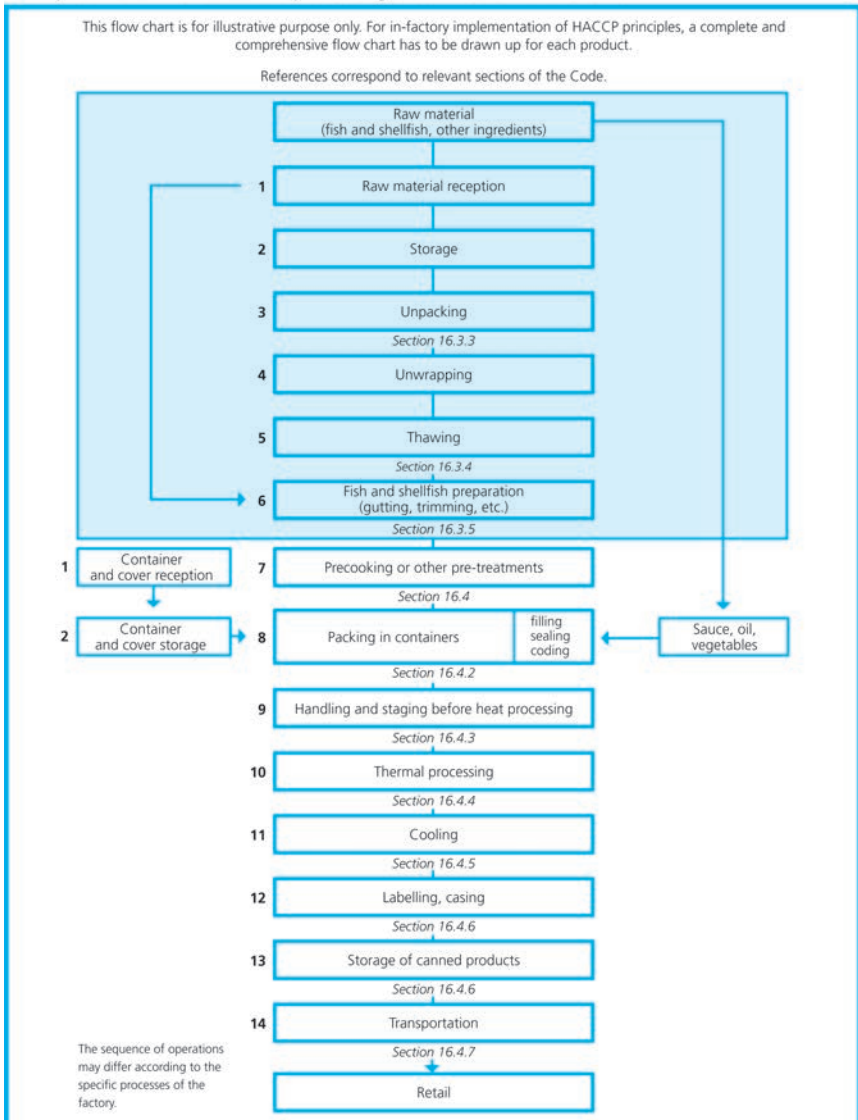 This flow chart is for illustrative purpose only. For in-factory implementation of HACCP principles, a complete and
comprehensive flow chart has to be drawn up for each product.
References correspond to relevant sections of the Code.
Raw material
(fish and shellfish, other ingredients)
1 Raw material reception
2 Storage
3 Unpacking
Section 16.3.3
4 Unwrapping
5 Thawing
Section 16.3.4
6 Fish and shellfish preparation
(gutting, trimming, etc.)
Section 16.3.5
1 Container
and cover reception
7 Precooking or other pre-treatments
Section 16.4
2 Container
and cover storage
8 Packing in containers
filling
sealing
coding
Sauce, oil,
vegetables
Section 16.4.2
9 Handling and staging before heat processing
Section 16.4.3
10 Thermal processing
Section 16.4.4
11 Cooling
Section 16.4.5
12 Labelling, casing
Section 16.4.6
13 Storage of canned products
Section 16.4.6
14 Transportation
Section 16.4.7
The sequence of operations
may differ according to the
specific processes of the
factory.
Retail